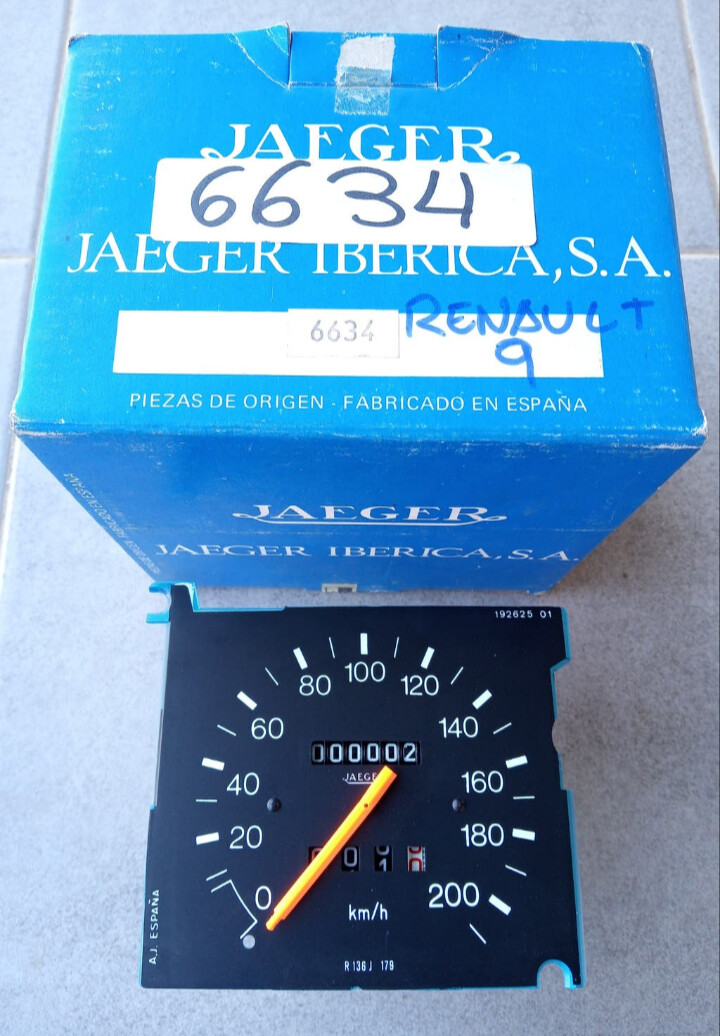 JAEGER
6634
JAEGER IBERICA, S.A.
6634
RENAULT
9
PIEZAS DE ORIGEN - FABRICADO EN ESPAÑA
JAEGER
JAEGER IBERICA, S.A.
192625 01
100
80
120
60
140
000002
JAEGER
40
160
20
180
0
200
km/h
A.J. ESPAÑA
R 136 J 179